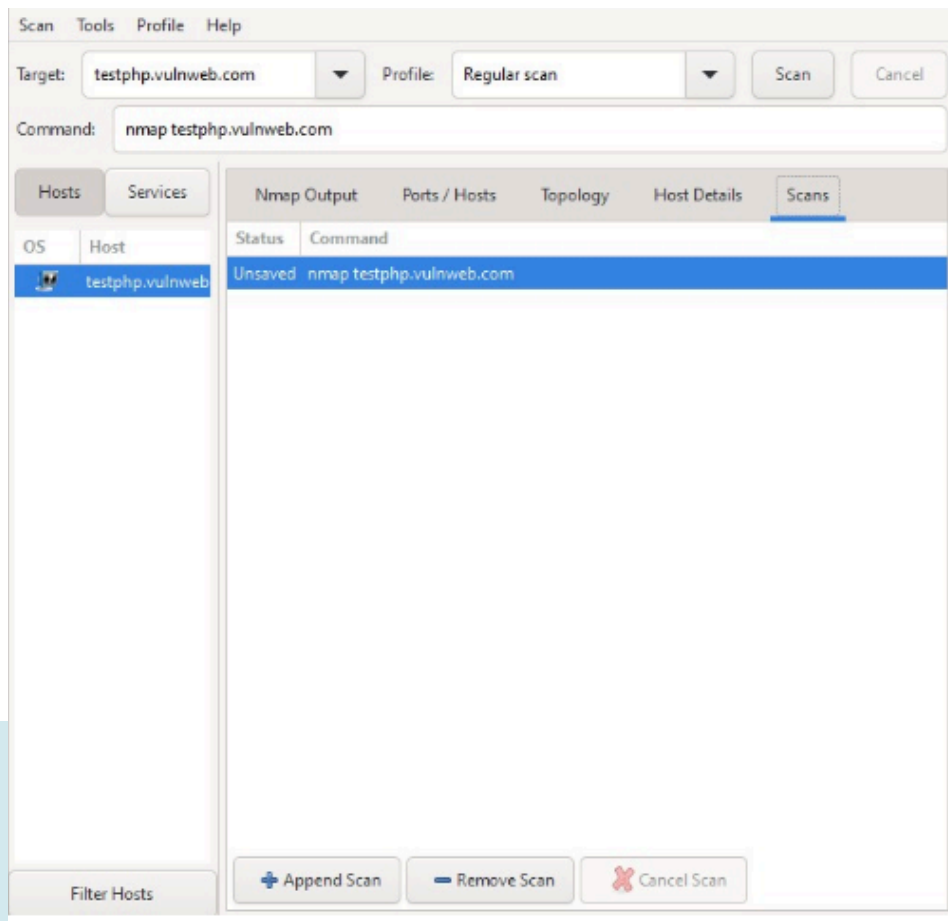 Scan Tools Profile Help
Target: testphp.vulnweb.com Profile: Regular scan Scan Cancel
Command: nmap testphp.vulnweb.com
Hosts Services
Nmap Output Ports / Hosts Topology Host Details Scans
OS Host
Status Command
testphp.vulnweb
Unsaved nmap testphp.vulnweb.com
Append Scan Remove Scan Cancel Scan
Filter Hosts